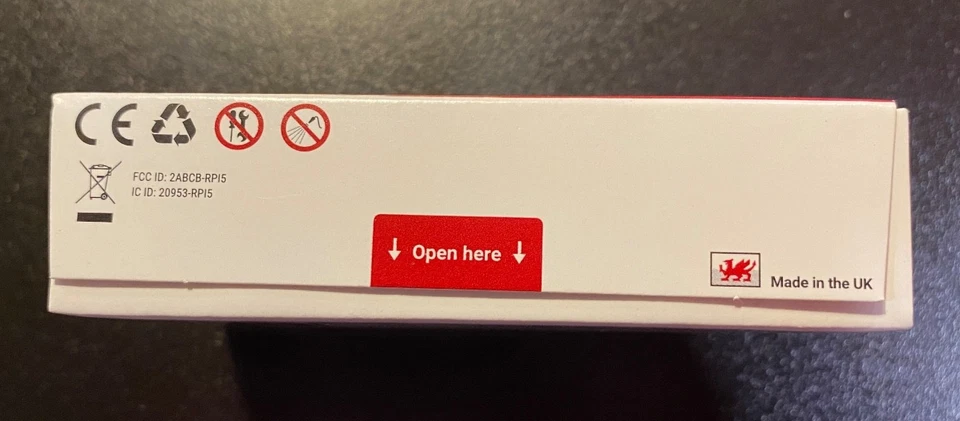 CE
FCC ID: 2ABCB-RPI5
IC ID: 20953-RPI5
Open here
Made in the UK